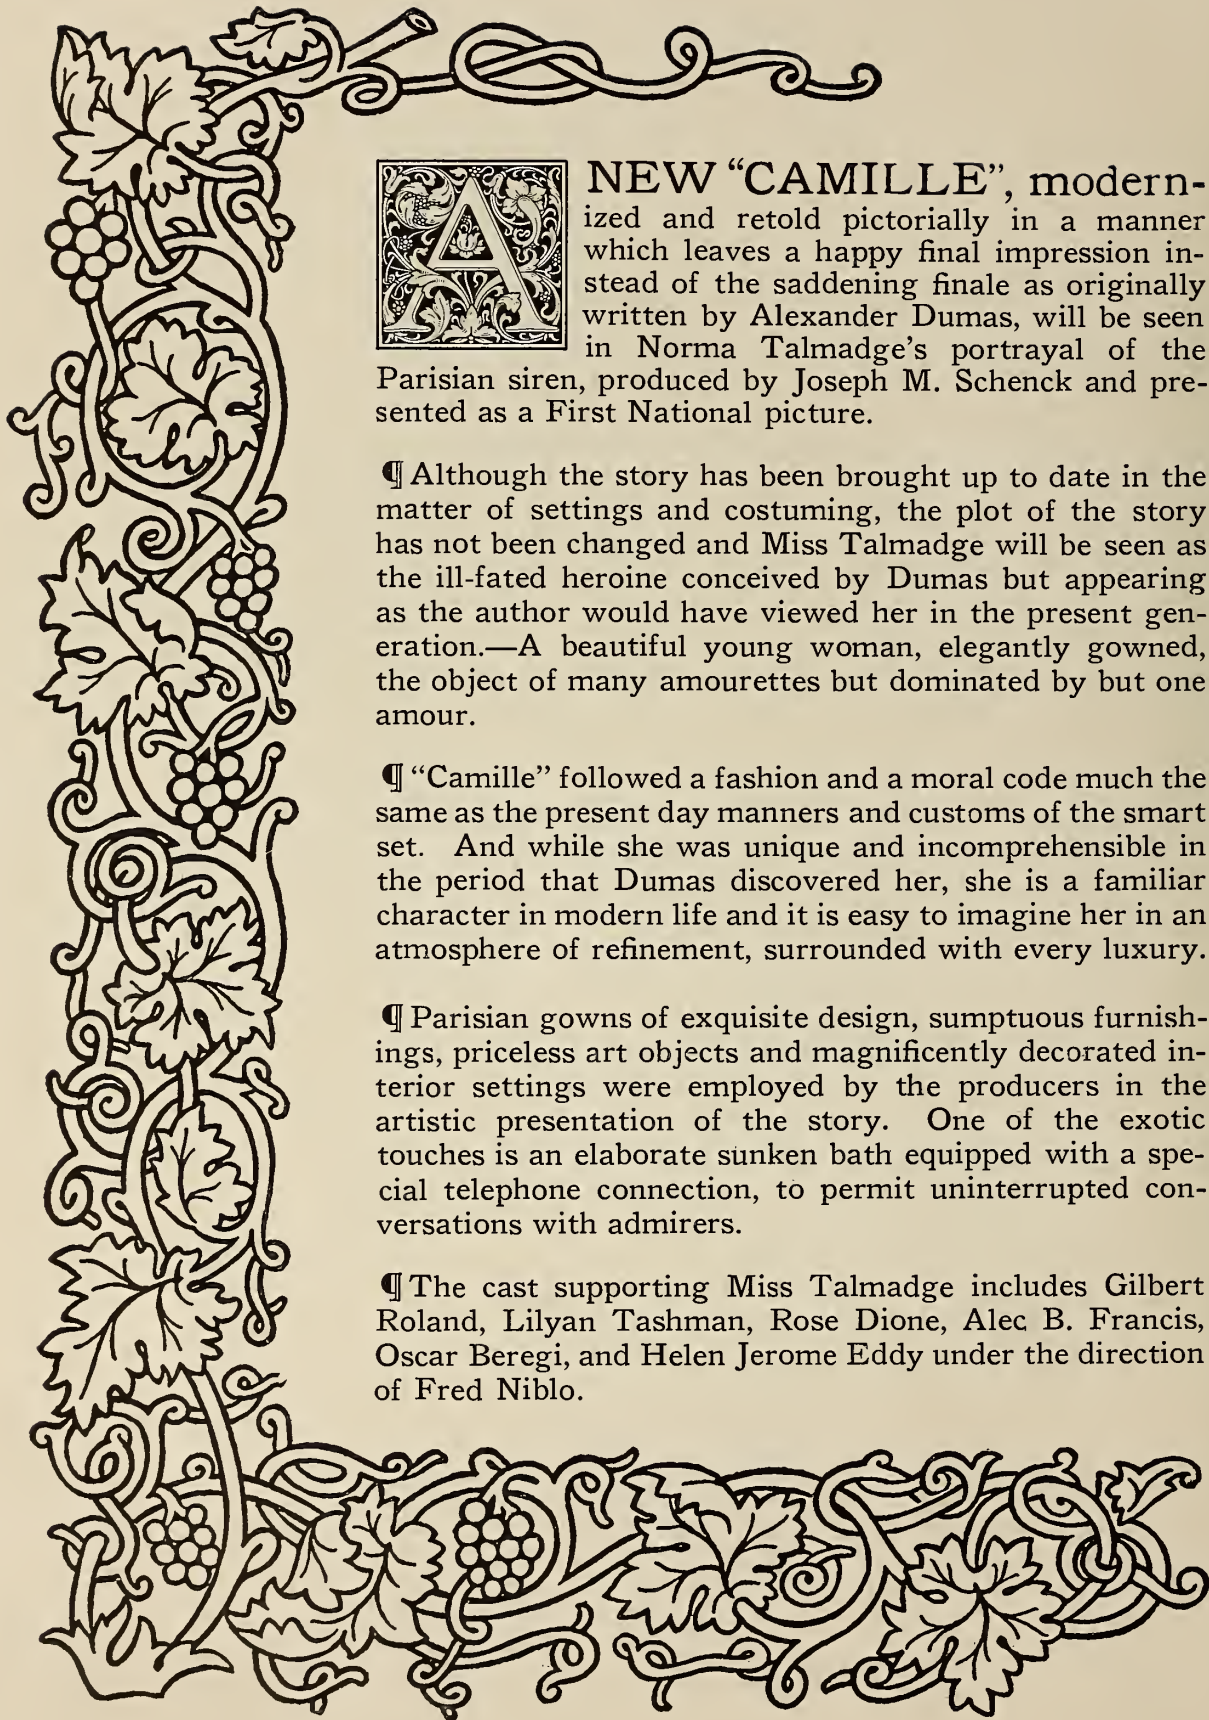 A NEW “CAMILLE”, modern-
ized and retold pictorially in a manner
which leaves a happy final impression in-
stead of the saddening finale as originally
written by Alexander Dumas, will be seen
in Norma Talmadge’s portrayal of the
Parisian siren, produced by Joseph M. Schenck and pre-
sented as a First National picture.
¶ Although the story has been brought up to date in the
matter of settings and costuming, the plot of the story
has not been changed and Miss Talmadge will be seen as
the ill-fated heroine conceived by Dumas but appearing
as the author would have viewed her in the present gen-
eration.—A beautiful young woman, elegantly gowned,
the object of many amourettes but dominated by but one
amour.
¶ “Camille” followed a fashion and a moral code much the
same as the present day manners and customs of the smart
set. And while she was unique and incomprehensible in
the period that Dumas discovered her, she is a familiar
character in modern life and it is easy to imagine her in an
atmosphere of refinement, surrounded with every luxury.
¶ Parisian gowns of exquisite design, sumptuous furnish-
ings, priceless art objects and magnificently decorated in-
terior settings were employed by the producers in the
artistic presentation of the story. One of the exotic
touches is an elaborate sunken bath equipped with a spe-
cial telephone connection, to permit uninterrupted con-
versations with admirers.
¶ The cast supporting Miss Talmadge includes Gilbert
Roland, Lilyan Tashman, Rose Dione, Alec B. Francis,
Oscar Beregi, and Helen Jerome Eddy under the direction
of Fred Niblo.